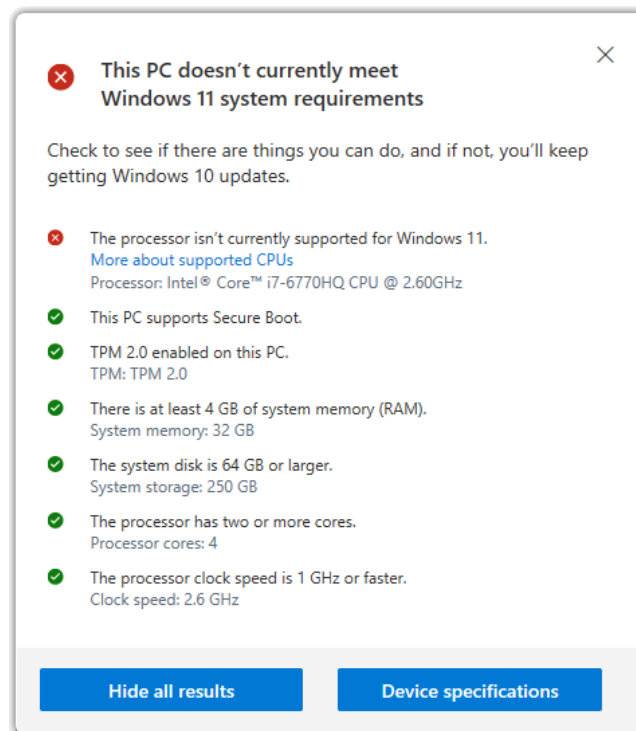 This PC doesn’t currently meet
Windows 11 system requirements
Check to see if there are things you can do, and if not, you’ll keep
getting Windows 10 updates.
The processor isn’t currently supported for Windows 11.
More about supported CPUs
Processor: Intel® Core™ i7-6770HQ CPU @ 2.60GHz
This PC supports Secure Boot.
TPM 2.0 enabled on this PC.
TPM: TPM 2.0
There is at least 4 GB of system memory (RAM).
System memory: 32 GB
The system disk is 64 GB or larger.
System storage: 250 GB
The processor has two or more cores.
Processor cores: 4
The processor clock speed is 1 GHz or faster.
Clock speed: 2.6 GHz
Hide all results
Device specifications